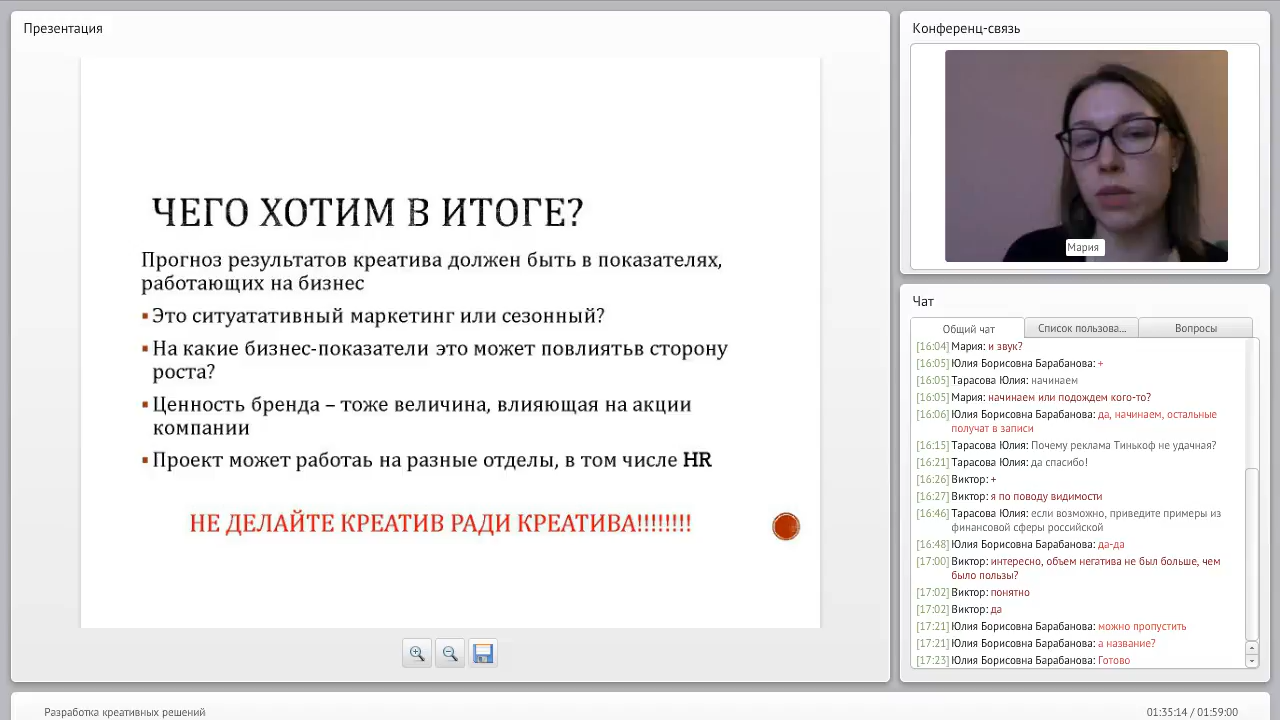 Презентация
ЧЕГО ХОТИМ В ИТОГЕ?
Прогноз результатов креатива должен быть в показателях,
работающих на бизнес
Это ситуатативный маркетинг или сезонный?
На какие бизнес-показатели это может повлиятьв сторону
роста?
Ценность бренда – тоже величина, влияющая на акции
компании
Проект может работаь на разные отделы, в том числе HR
НЕ ДЕЛАЙТЕ КРЕАТИВ РАДИ КРЕАТИВА!!!!!!!!
Конференц-связь
Мария
Чат
Общий чат
Список пользова...
Вопросы
[16:04] Мария: и звук?
[16:05] Юлия Борисовна Барабанова: +
[16:05] Тарасова Юлия: начинаем
[16:05] Мария: начинаем или подождем кого-то?
[16:06] Юлия Борисовна Барабанова: да, начинаем, остальные
получат в записи
[16:15] Тарасова Юлия: Почему реклама Тинькоф не удачная?
[16:21] Тарасова Юлия: да спасибо!
[16:26] Виктор: +
[16:27] Виктор: я по поводу видимости
[16:46] Тарасова Юлия: если возможно, приведите примеры из
финансовой сферы российской
[16:48] Юлия Борисовна Барабанова: да-да
[17:00] Виктор: интересно, объем негатива не был больше, чем
было пользы?
[17:02] Виктор: понятно
[17:02] Виктор: да
[17:21] Юлия Борисовна Барабанова: можно пропустить
[17:21] Юлия Борисовна Барабанова: а название?
[17:23] Юлия Борисовна Барабанова: Готово
Разработка креативных решений
01:35:14 / 01:59:00